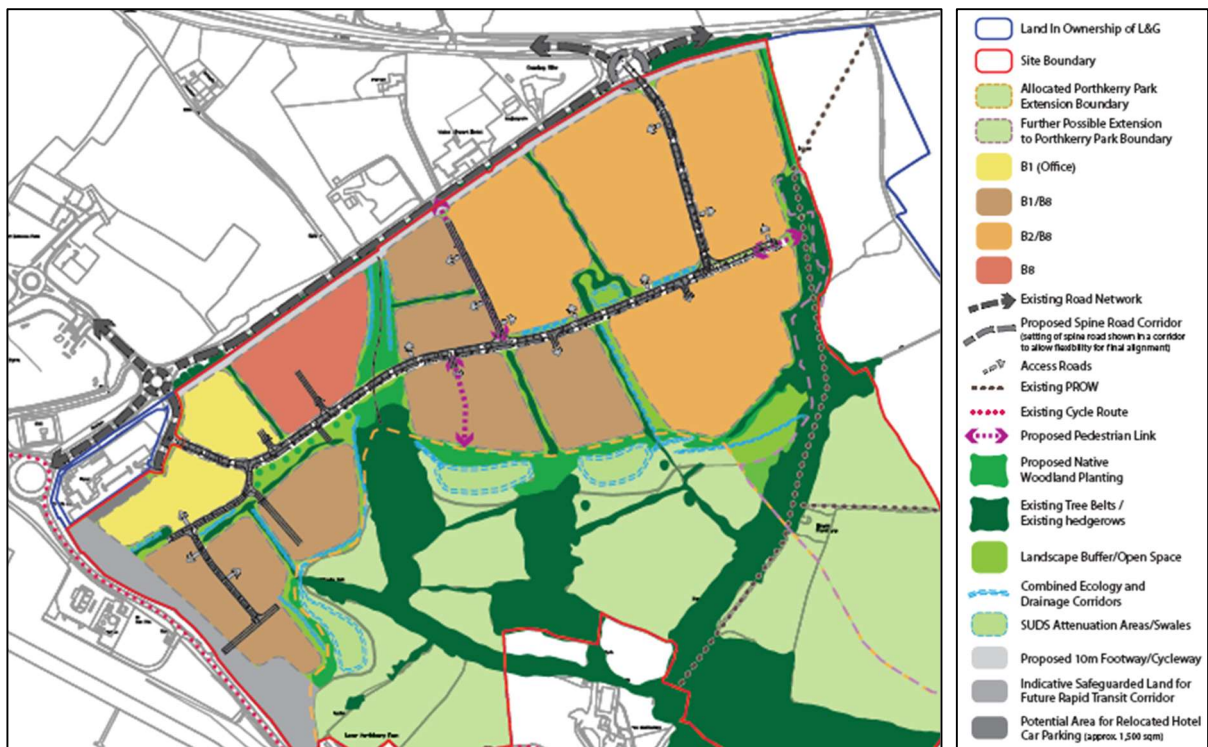 Land In Ownership of L&G
Site Boundary
Allocated Porthkerry Park
Extension Boundary
Further Possible Extension
to Porthkerry Park Boundary
B1 (Office)
B1/B8
B2/B8
B8
Existing Road Network
Proposed Spine Road Corridor
(setting of spine road shown in a corridor
to allow flexibility for final alignment)
Access Roads
Existing PROW
Existing Cycle Route
Proposed Pedestrian Link
Proposed Native
Woodland Planting
Existing Tree Belts /
Existing hedgerows
Landscape Buffer/Open Space
Combined Ecology and
Drainage Corridors
SUDS Attenuation Areas/Swales
Proposed 10m Footway/Cycleway
Indicative Safeguarded Land for
Future Rapid Transit Corridor
Potential Area for Relocated Hotel
Car Parking (approx. 1,500 sqm)